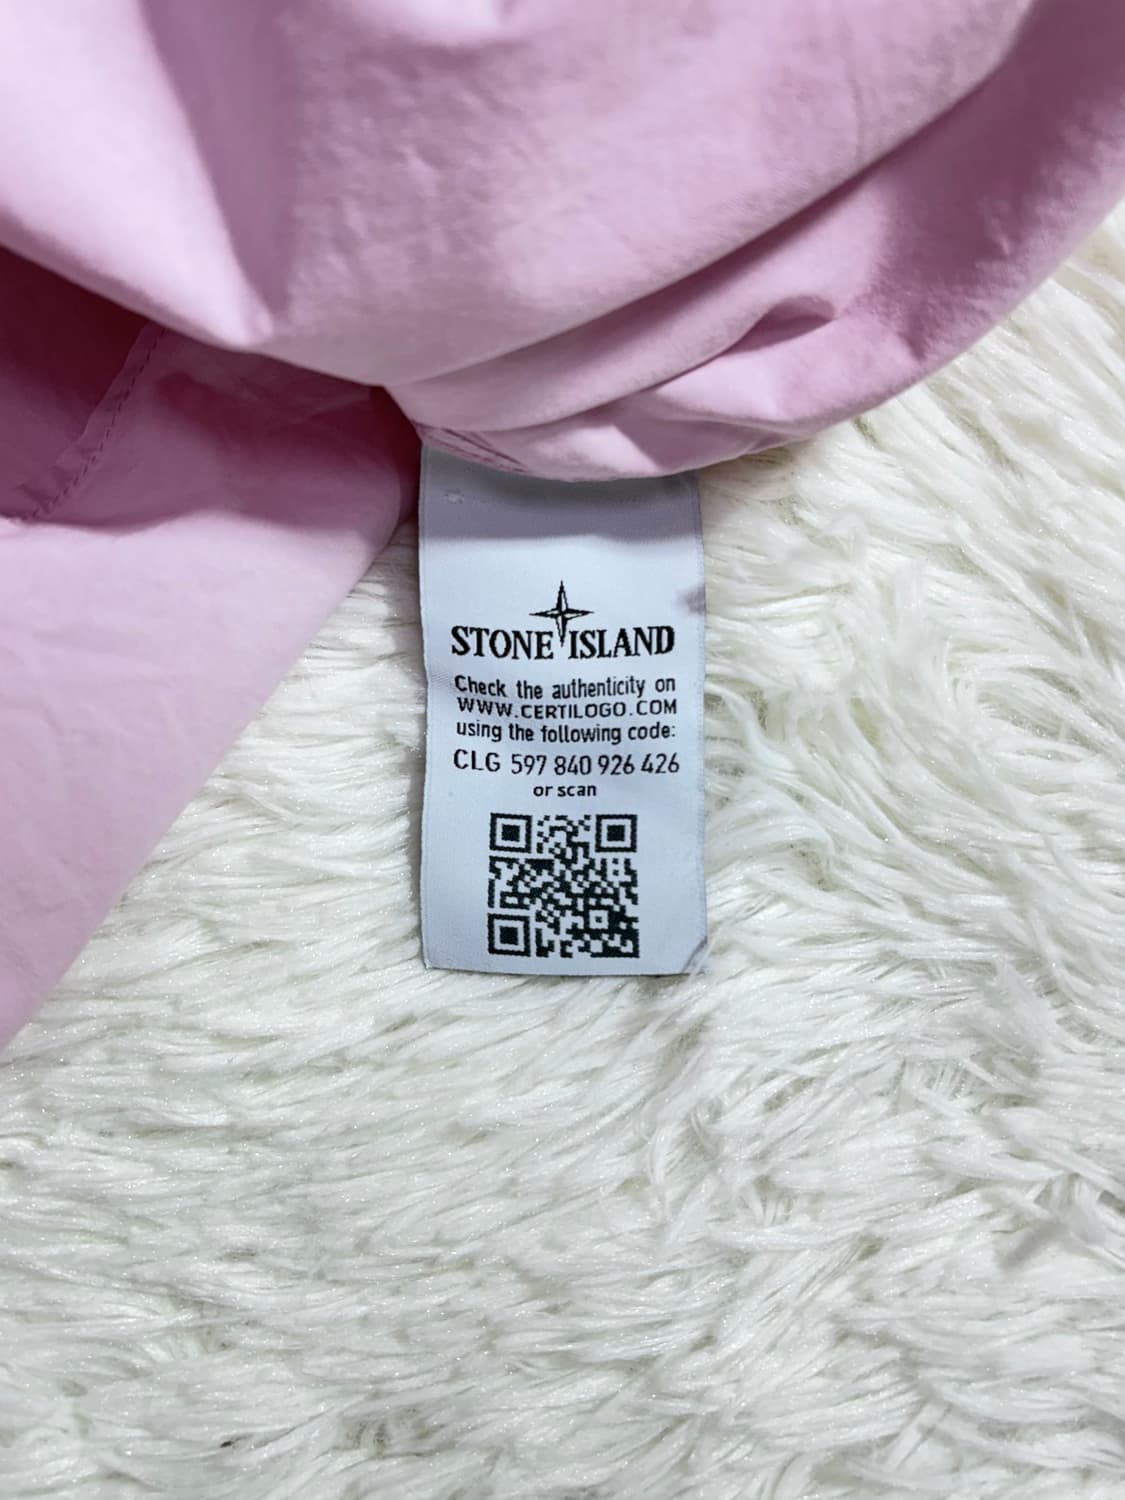 STONE ISLAND
Check the authenticity on
WWW.CERTILOGO.COM
using the following code:
CLG 597 840 926 426
or scan